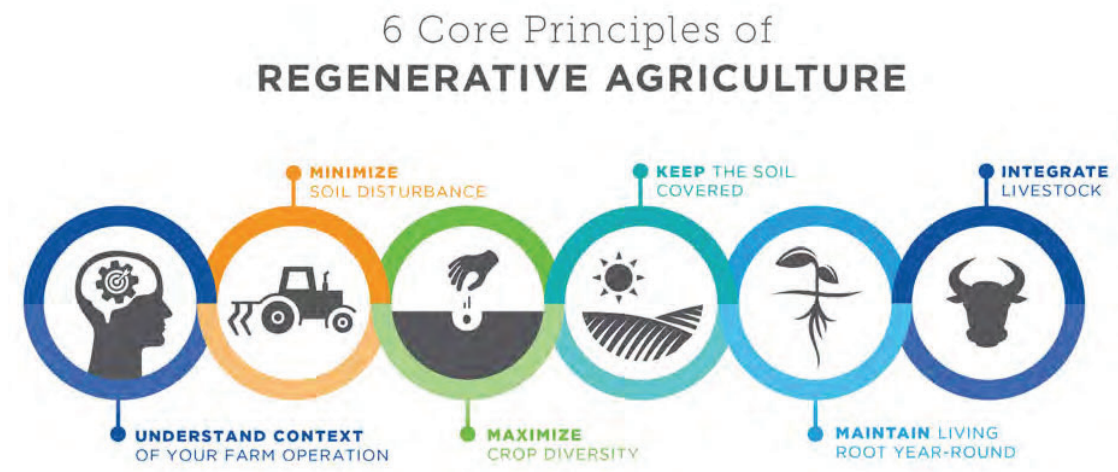 6 Core Principles of
REGENERATIVE AGRICULTURE
MINIMIZE
SOIL DISTURBANCE
KEEP THE SOIL
COVERED
INTEGRATE
LIVESTOCK
UNDERSTAND CONTEXT
OF YOUR FARM OPERATION
MAXIMIZE
CROP DIVERSITY
MAINTAIN LIVING
ROOT YEAR-ROUND